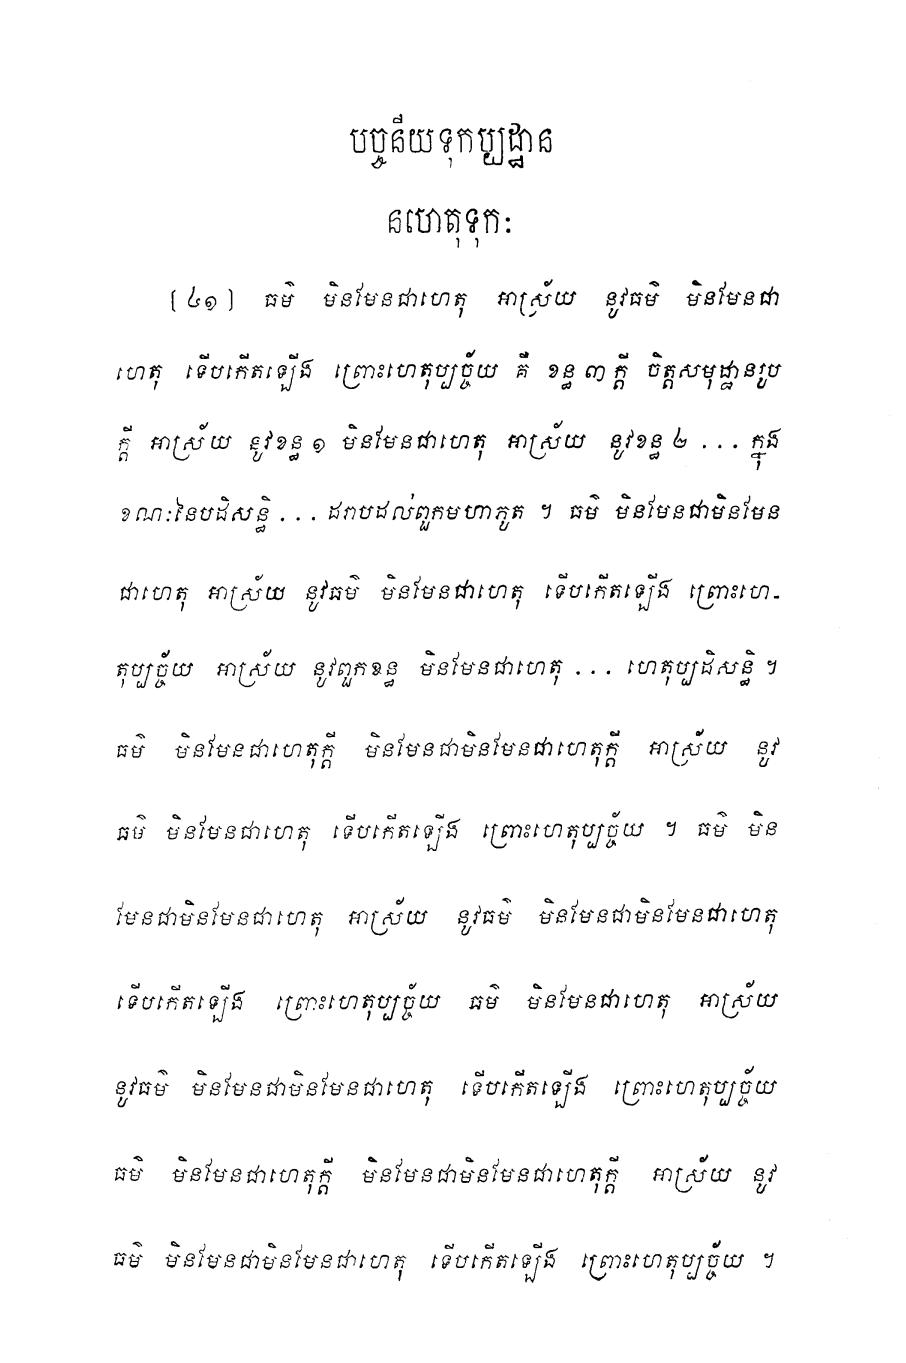 បច្ចនីយទុកប្បដ្ឋាន
នហេតុទុកៈ
[៤១] ធម៌ មិនមែនជាហេតុ អាស្រ័យ នូវធម៌ មិនមែនជា
ហេតុ ទើបកើតឡើង ព្រោះហេតុប្បច្ច័យ គឺ ខន្ធ ៣ ក្តី ចិត្តសមុដ្ឋានរូប
ក្តី អាស្រ័យ នូវខន្ធ ១ មិនមែនជាហេតុ អាស្រ័យ នូវខន្ធ ២ ... ក្នុង
ខណៈនៃបដិសន្ធិ ... ដរាបដល់ពួកមហាភូត ។ ធម៌ មិនមែនជាមិនមែន
ជាហេតុ អាស្រ័យ នូវធម៌ មិនមែនជាហេតុ ទើបកើតឡើង ព្រោះហេ-
តុប្បច្ច័យ អាស្រ័យ នូវពួកខន្ធ មិនមែនជាហេតុ ... ហេតុប្បដិសន្ធិ ។
ធម៌ មិនមែនជាហេតុក្តី មិនមែនជាមិនមែនជាហេតុក្តី អាស្រ័យ នូវ
ធម៌ មិនមែនជាហេតុ ទើបកើតឡើង ព្រោះហេតុប្បច្ច័យ ។ ធម៌ មិន
មែនជាមិនមែនជាហេតុ អាស្រ័យ នូវធម៌ មិនមែនជាមិនមែនជាហេតុ
ទើបកើតឡើង ព្រោះហេតុប្បច្ច័យ ធម៌ មិនមែនជាហេតុ អាស្រ័យ
នូវធម៌ មិនមែនជាមិនមែនជាហេតុ ទើបកើតឡើង ព្រោះហេតុប្បច្ច័យ
ធម៌ មិនមែនជាហេតុក្តី មិនមែនជាមិនមែនជាហេតុក្តី អាស្រ័យ នូវ
ធម៌ មិនមែនជាមិនមែនជាហេតុ ទើបកើតឡើង ព្រោះហេតុប្បច្ច័យ ។